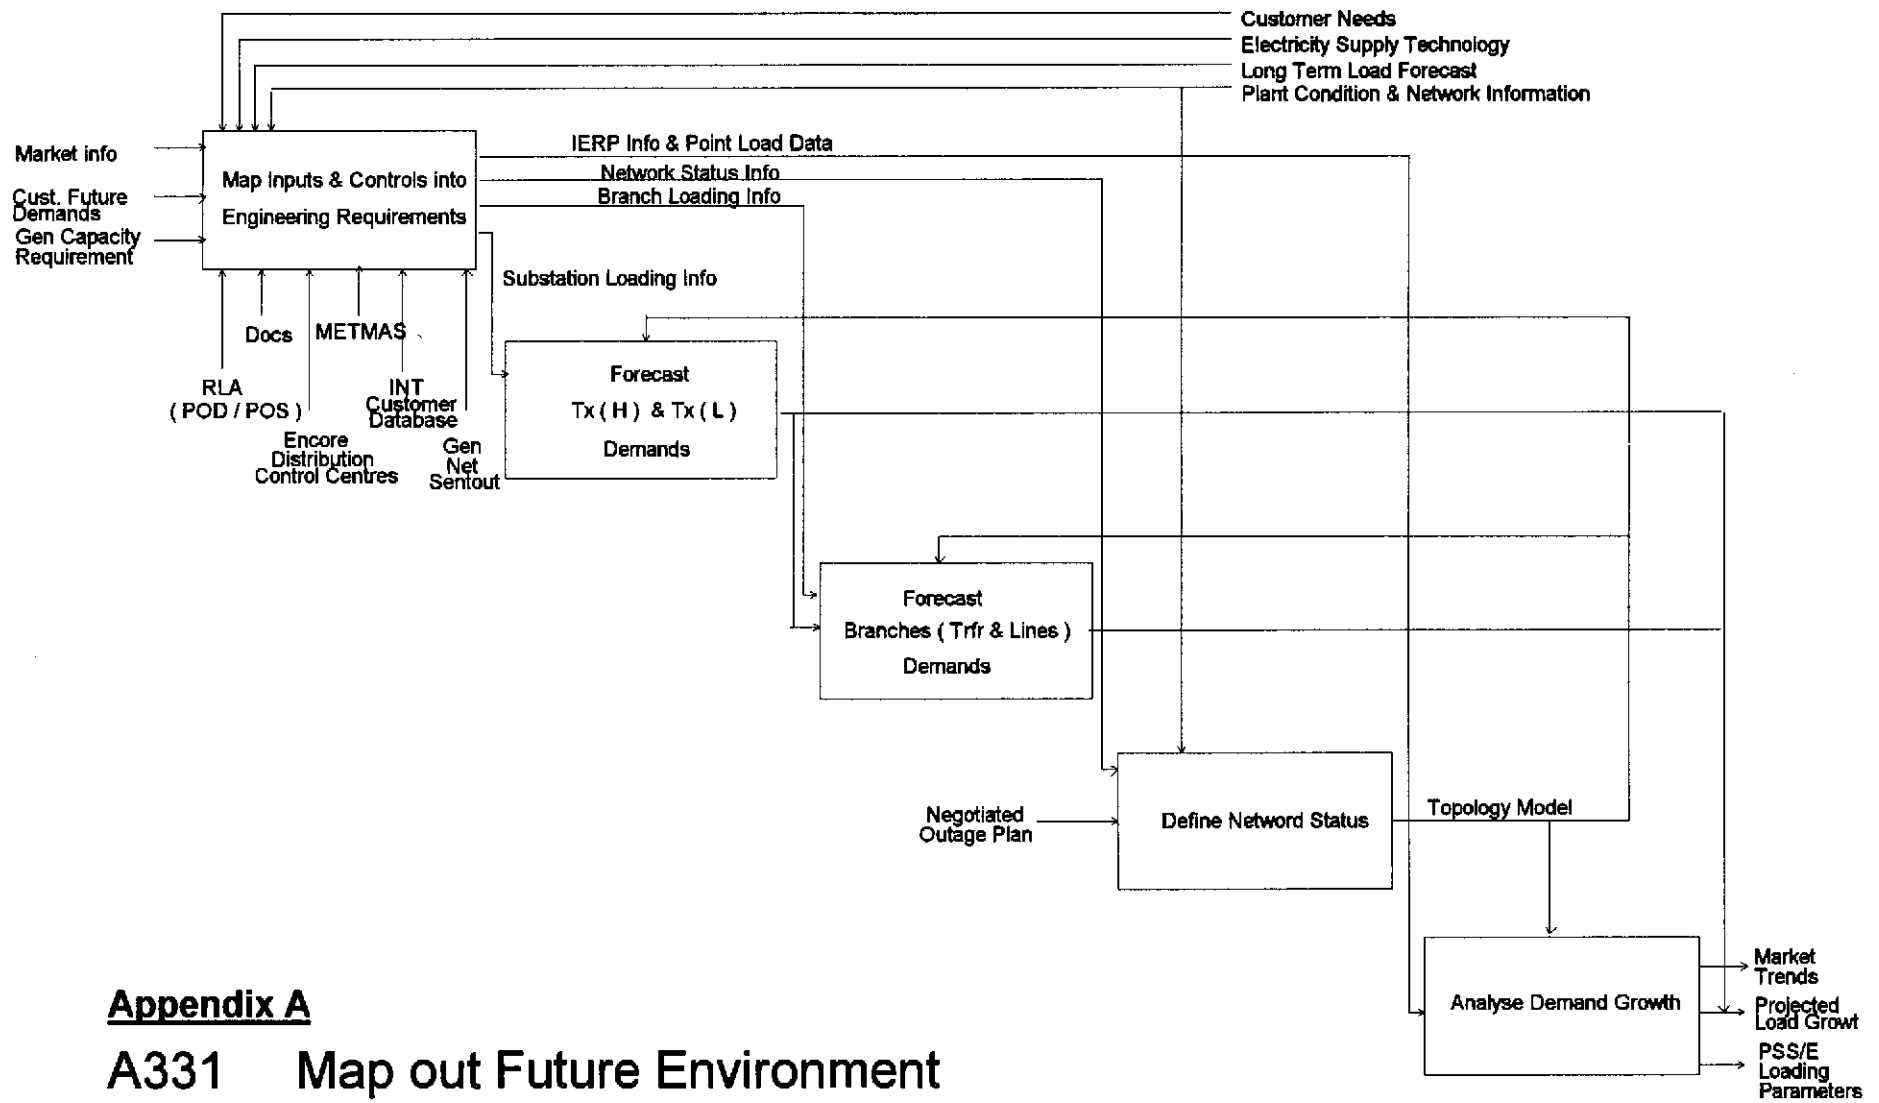 Customer Needs
Electricity Supply Technology
Long Term Load Forecast
Plant Condition & Network Information
Market info
Cust. Future
Demands
Gen Capacity
Requirement
Map Inputs & Controls into
Engineering Requirements
IERP Info & Point Load Data
Network Status Info
Branch Loading Info
Substation Loading Info
Docs
METMAS
RLA
( POD / POS )
INT
Customer
Database
Encore
Distribution
Control Centres
Gen
Net
Sentout
Forecast
Tx ( H ) & Tx ( L )
Demands
Forecast
Branches ( Trfr & Lines )
Demands
Negotiated
Outage Plan
Define Netword Status
Topology Model
Analyse Demand Growth
Market
Trends
Projected
Load Growt
PSS/E
Loading
Parameters
Appendix A
A331 Map out Future Environment